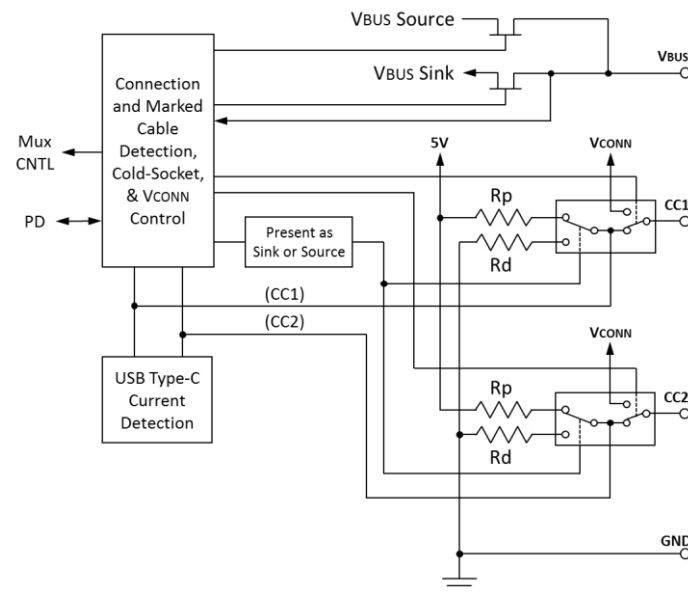 VBUS Source
VBUS
VBUS Sink
Connection
and Marked
Cable
Detection,
Cold-Socket,
& VCONN
Control
Mux
CNTL
PD
5V
VCONN
Rp
CC1
Rd
Present as
Sink or Source
(CC1)
(CC2)
VCONN
USB Type-C
Current
Detection
Rp
CC2
Rd
GND